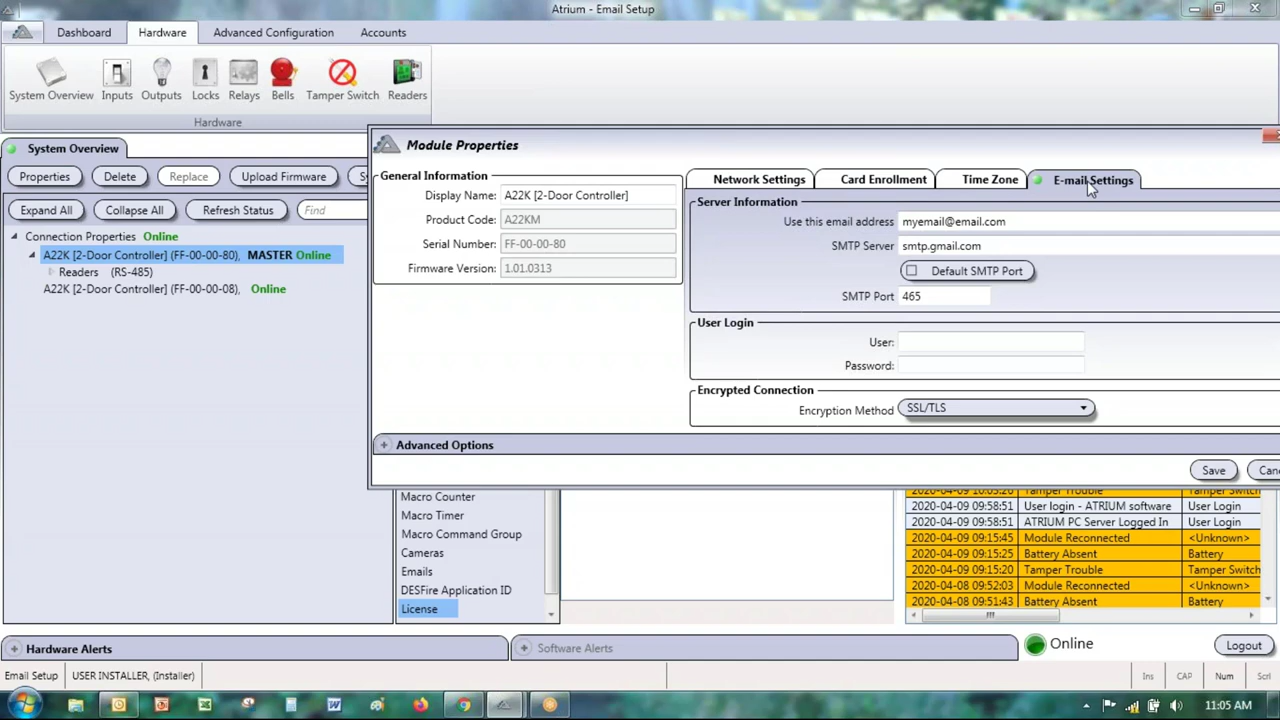 Atrium - Email Setup
Dashboard
Hardware
Advanced Configuration
Accounts
System Overview
Inputs
Outputs
Locks
Relays
Bells
Tamper Switch
Readers
Hardware
System Overview
Properties
Delete
Replace
Upload Firmware
Sy
Expand All
Collapse All
Refresh Status
Find
Connection Properties Online
A22K [2-Door Controller] (FF-00-00-80), MASTER Online
Readers (RS-485)
A22K [2-Door Controller] (FF-00-00-08), Online
Module Properties
General Information
Display Name: A22K [2-Door Controller]
Product Code: A22KM
Serial Number: FF-00-00-80
Firmware Version: 1.01.0313
Network Settings
Card Enrollment
Time Zone
E-mail Settings
Server Information
Use this email address myemail@email.com
SMTP Server smtp.gmail.com
Default SMTP Port
SMTP Port 465
User Login
User:
Password:
Encrypted Connection
Encryption Method SSL/TLS
Advanced Options
Save
Can
Macro Counter
Macro Timer
Macro Command Group
Cameras
Emails
DESFire Application ID
License
Tamper Trouble Tamper Switch
2020-04-09 09:58:51 User login - ATRIUM software User Login
2020-04-09 09:58:51 ATRIUM PC Server Logged In User Login
2020-04-09 09:15:45 Module Reconnected <Unknown>
2020-04-09 09:15:25 Battery Absent Battery
2020-04-09 09:15:20 Tamper Trouble Tamper Switch
2020-04-08 09:52:03 Module Reconnected <Unknown>
2020-04-08 09:51:43 Battery Absent Battery
Hardware Alerts
Software Alerts
Online
Logout
Email Setup
USER INSTALLER, (Installer)
Ins
CAP
Num
Scrl
11:05 AM